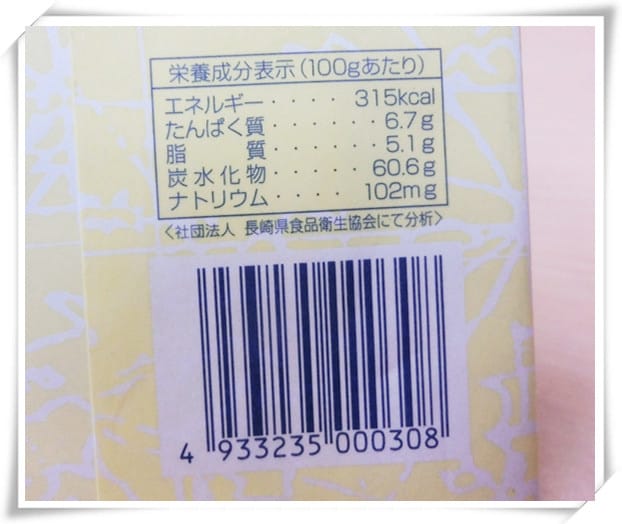 栄養成分表示(100gあたり)
エネルギー・・・・ 315kcal
たんぱく質 ・・・・・・ 6.7g
脂 質・・・・・・ 5.1g
炭水化物・・・・・ 60.6g
ナトリウム・・・・・ 102mg
〈社団法人 長崎県食品衛生協会にて分析〉
4 933235 000308